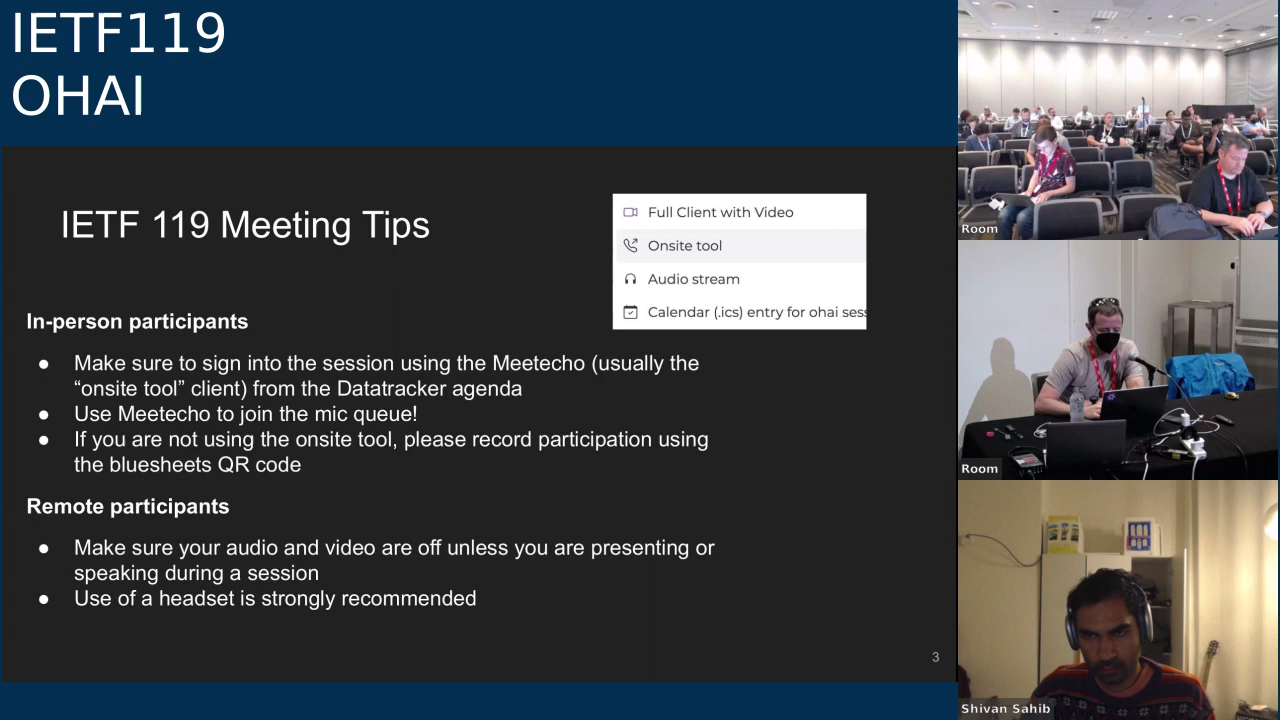 IETF119
OHAI
IETF 119 Meeting Tips
Full Client with Video
Onsite tool
Audio stream
Calendar (.ics) entry for ohai sess
In-person participants
● Make sure to sign into the session using the Meetecho (usually the
“onsite tool” client) from the Datatracker agenda
● Use Meetecho to join the mic queue!
● If you are not using the onsite tool, please record participation using
the bluesheets QR code
Remote participants
● Make sure your audio and video are off unless you are presenting or
speaking during a session
● Use of a headset is strongly recommended
3
Room
Room
Shivan Sahib